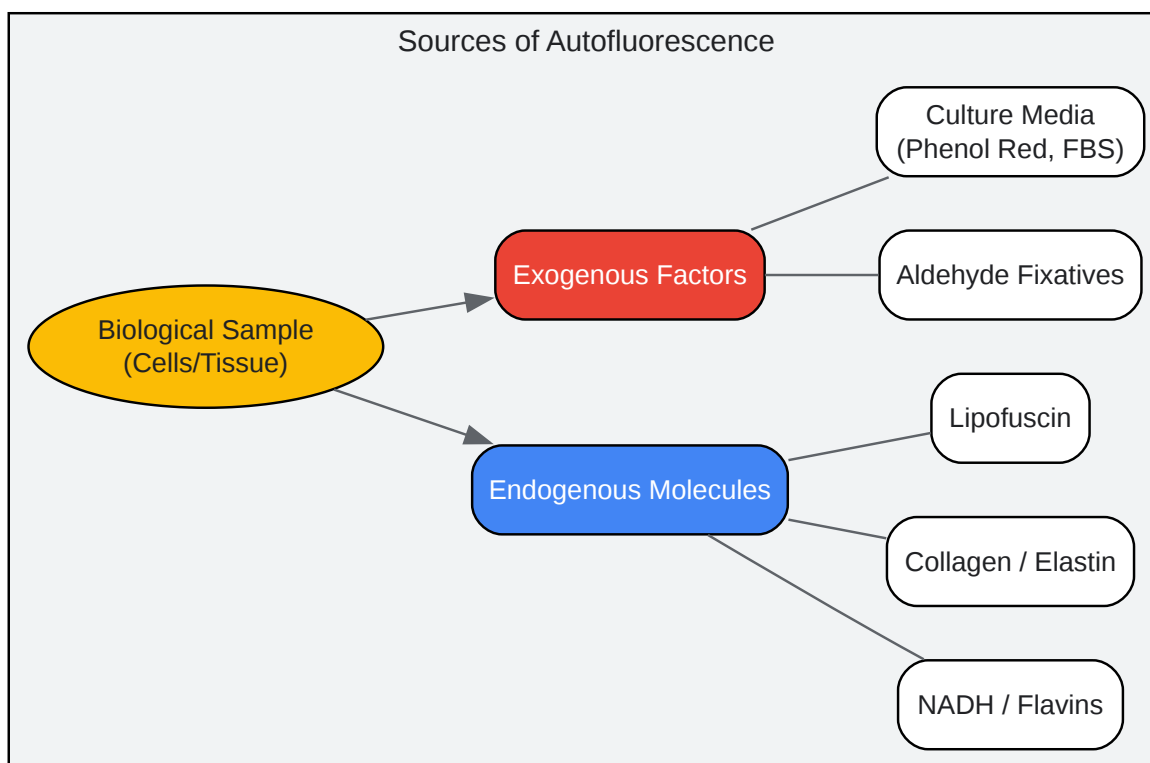 Sources of Autofluorescence
Culture Media
(Phenol Red, FBS)
Exogenous Factors
Aldehyde Fixatives
Biological Sample
(Cells/Tissue)
Lipofuscin
Endogenous Molecules
Collagen / Elastin
NADH / Flavins